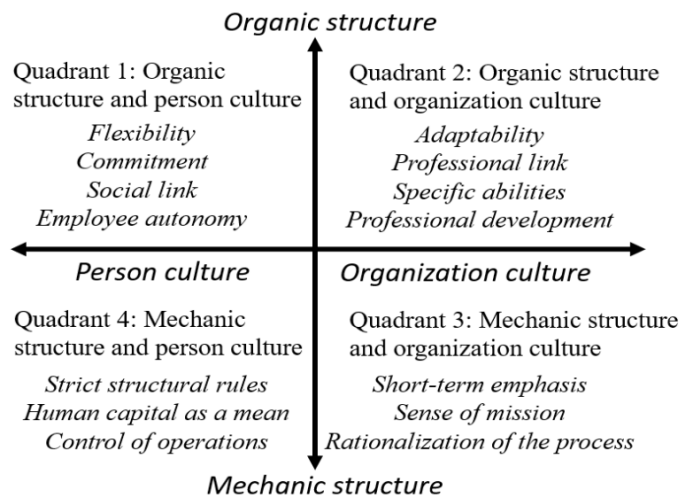 Organic structure
Quadrant 1: Organic
structure and person culture
Flexibility
Commitment
Social link
Employee autonomy
Quadrant 2: Organic structure
and organization culture
Adaptability
Professional link
Specific abilities
Professional development
Person culture
Organization culture
Quadrant 4: Mechanic
structure and person culture
Strict structural rules
Human capital as a mean
Control of operations
Quadrant 3: Mechanic structure
and organization culture
Short-term emphasis
Sense of mission
Rationalization of the process
Mechanic structure